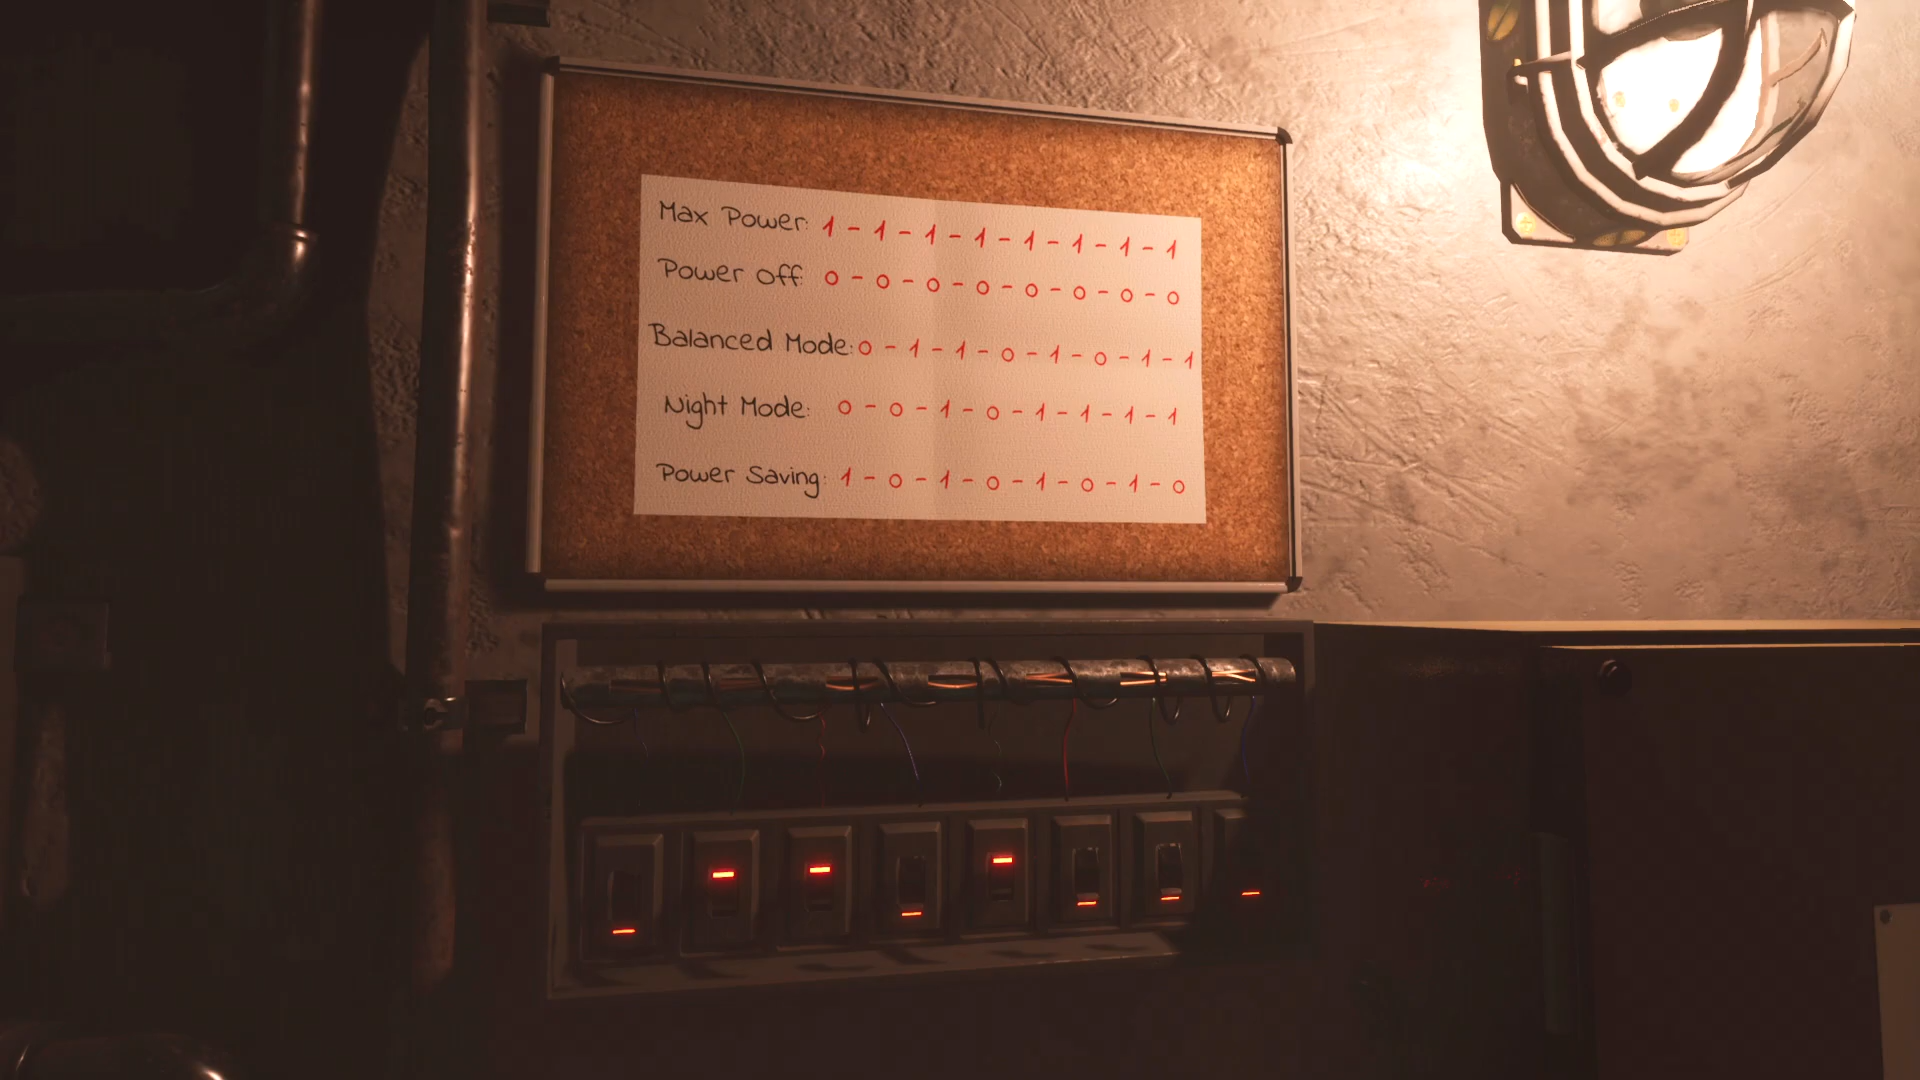 Max Power: 1 - 1 - 1 - 1 - 1 - 1 - 1 - 1
Power off: 0 - 0 - 0 - 0 - 0 - 0 - 0 - 0
Balanced Mode: 0 - 1 - 1 - 0 - 1 - 0 - 1 - 1
Night Mode: 0 - 0 - 1 - 0 - 1 - 1 - 1 - 1
Power Saving: 1 - 0 - 1 - 0 - 1 - 0 - 1 - 0